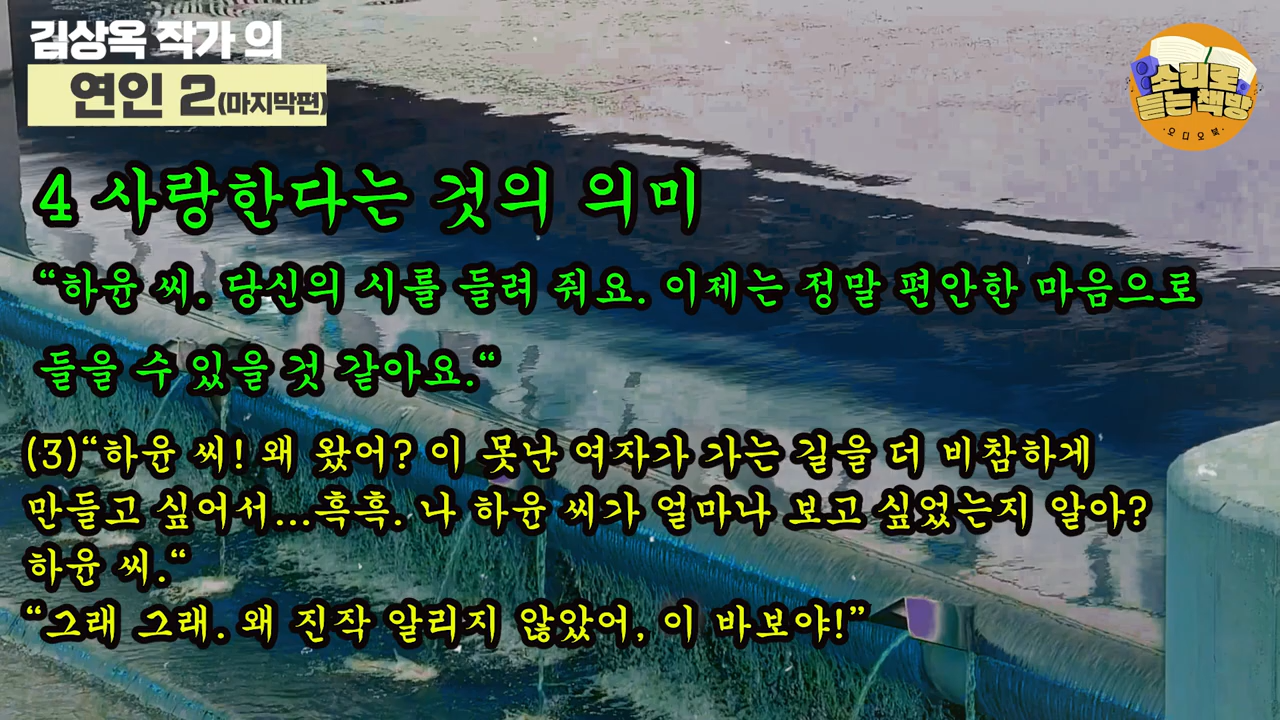 김상옥 작가 의
연인 2(마지막편)
소리로
듣는 책방
·오디오북·
4 사랑한다는 것의 의미
“하윤 씨. 당신의 시를 들려 줘요. 이제는 정말 편안한 마음으로
들을 수 있을 것 같아요.“
(3)“하윤 씨! 왜 왔어? 이 못난 여자가 가는 길을 더 비참하게
만들고 싶어서...흑흑. 나 하윤 씨가 얼마나 보고 싶었는지 알아?
하윤 씨.“
“그래 그래. 왜 진작 알리지 않았어, 이 바보야!”